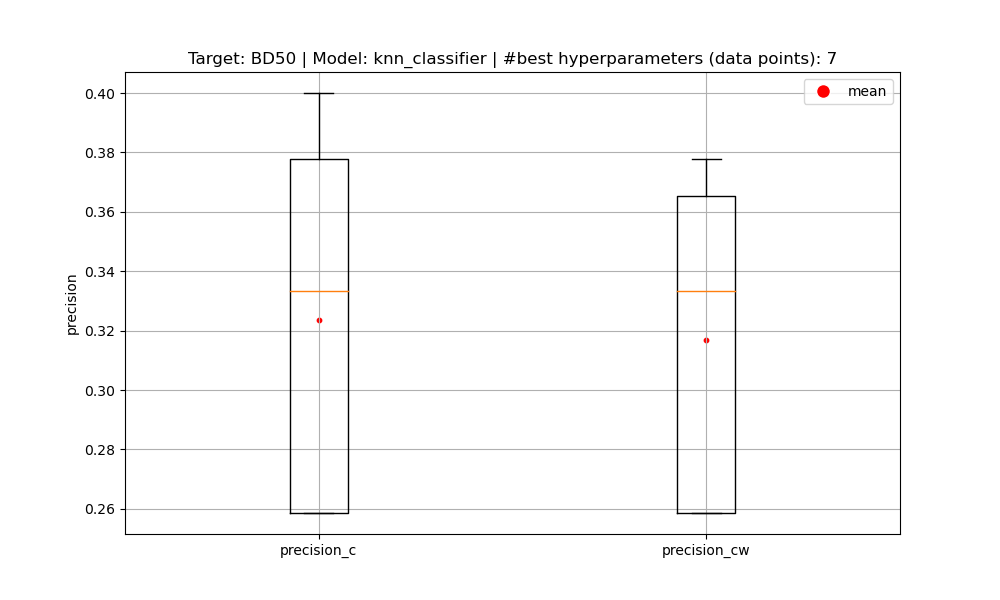 Target: BD50 | Model: knn_classifier | #best hyperparameters (data points): 7
mean
0.40
0.38
0.36
0.34
0.32
0.30
0.28
0.26
precision
precision_c
precision_cw